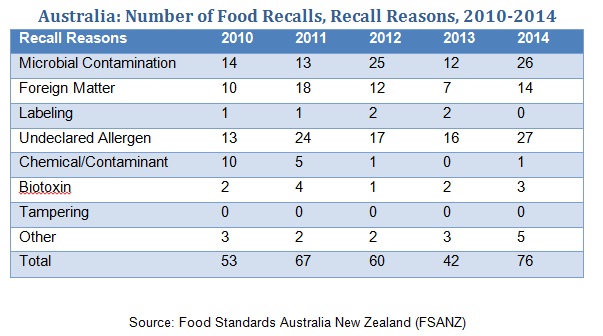 Australia: Number of Food Recalls, Recall Reasons, 2010-2014
Recall Reasons 2010 2011 2012 2013 2014
Microbial Contamination 14 13 25 12 26
Foreign Matter 10 18 12 7 14
Labeling 1 1 2 2 0
Undeclared Allergen 13 24 17 16 27
Chemical/Contaminant 10 5 1 0 1
Biotoxin 2 4 1 2 3
Tampering 0 0 0 0 0
Other 3 2 2 3 5
Total 53 67 60 42 76
Source: Food Standards Australia New Zealand (FSANZ)